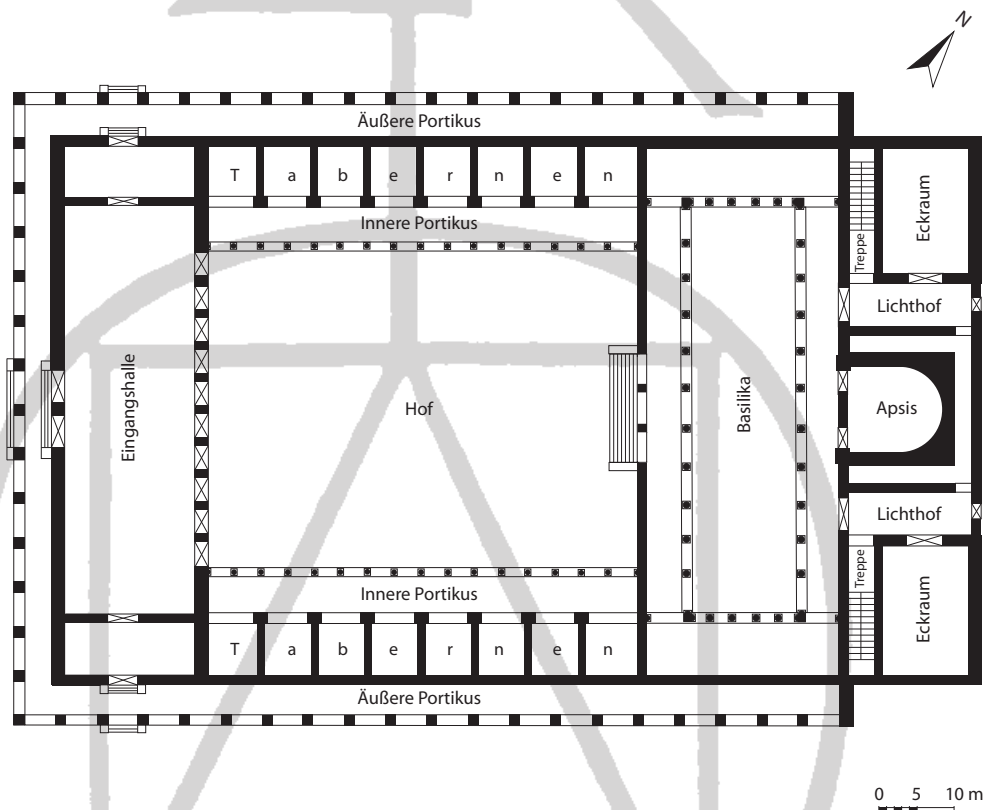 N
Äußere Portikus
T a b e r n e n
Innere Portikus
Treppe
Eckraum
Lichthof
Eingangshalle
Hof
Basilika
Apsis
Lichthof
Innere Portikus
Treppe
Eckraum
T a b e r n e n
Äußere Portikus
0 5 10 m